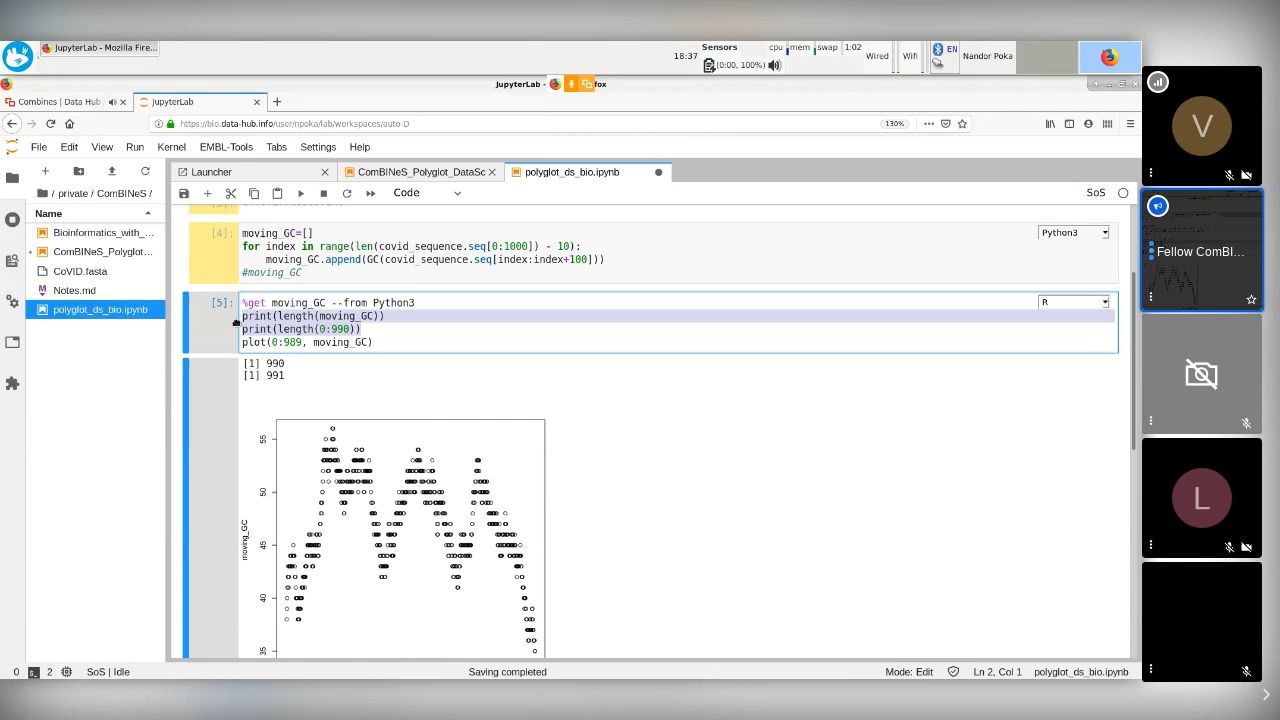 JupyterLab - Mozilla Fire...
Sensors
cpu
mem
swap
1:02
18:37
(0:00, 100%)
Wired
Wifi
EN
Nandor Poka
JupyterLab -
fox
Combines | Data Hub
JupyterLab
https://bio.data-hub.info/user/npoka/lab/workspaces/auto-D
130%
File Edit View Run Kernel EMBL-Tools Tabs Settings Help
Launcher
ComBINeS_Polyglot_DataSc
polyglot_ds_bio.ipynb
Code
SoS
/ private / ComBINeS /
Name
Bioinformatics_with_...
ComBINeS_Polyglot...
CoVID.fasta
Notes.md
polyglot_ds_bio.ipynb
[4]:
moving_GC=[]
for index in range(len(covid_sequence.seq[0:1000]) - 10):
moving_GC.append(GC(covid_sequence.seq[index:index+100]))
#moving_GC
Python3
[5]:
%get moving_GC --from Python3
print(length(moving_GC))
print(length(0:990))
plot(0:989, moving_GC)
R
[1] 990
[1] 991
moving_GC
55
50
45
40
35
V
Fellow ComBI...
L
0
2
SoS | Idle
Saving completed
Mode: Edit
Ln 2, Col 1
polyglot_ds_bio.ipynb